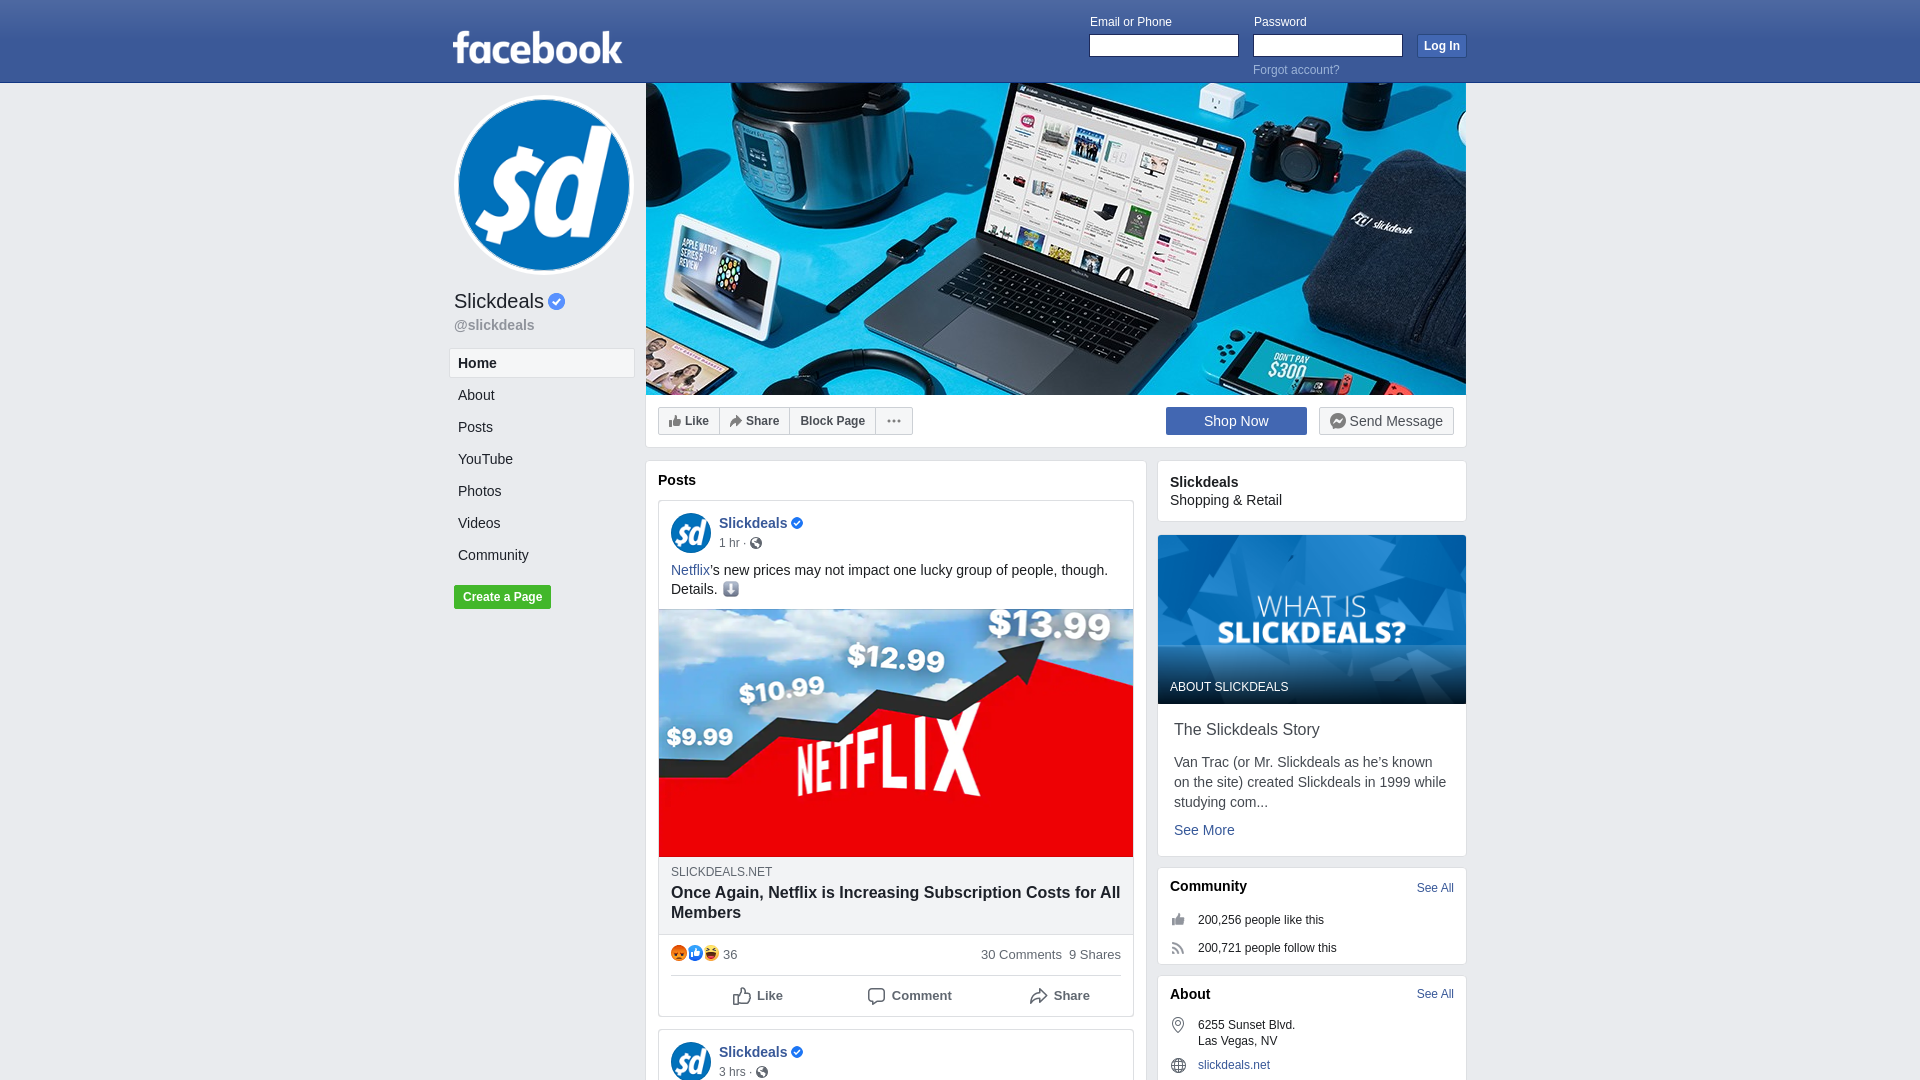 facebook
Email or Phone
Password
Log In
Forgot account?
$d
Slickdeals
@slickdeals
Home
About
Posts
YouTube
Photos
Videos
Community
Create a Page
APPLE WATCH
SERIES 5
REVIEW
slickdeals
DON'T PAY
$300
Like
Share
Block Page
Shop Now
Send Message
Posts
$d
Slickdeals
1 hr ·
Netflix's new prices may not impact one lucky group of people, though.
Details.
$13.99
$12.99
$10.99
$9.99
NETFLIX
SLICKDEALS.NET
Once Again, Netflix is Increasing Subscription Costs for All
Members
36
30 Comments 9 Shares
Like
Comment
Share
$d
Slickdeals
3 hrs ·
Slickdeals
Shopping & Retail
WHAT IS
SLICKDEALS?
ABOUT SLICKDEALS
The Slickdeals Story
Van Trac (or Mr. Slickdeals as he’s known
on the site) created Slickdeals in 1999 while
studying com...
See More
Community
See All
200,256 people like this
200,721 people follow this
About
See All
6255 Sunset Blvd.
Las Vegas, NV
slickdeals.net